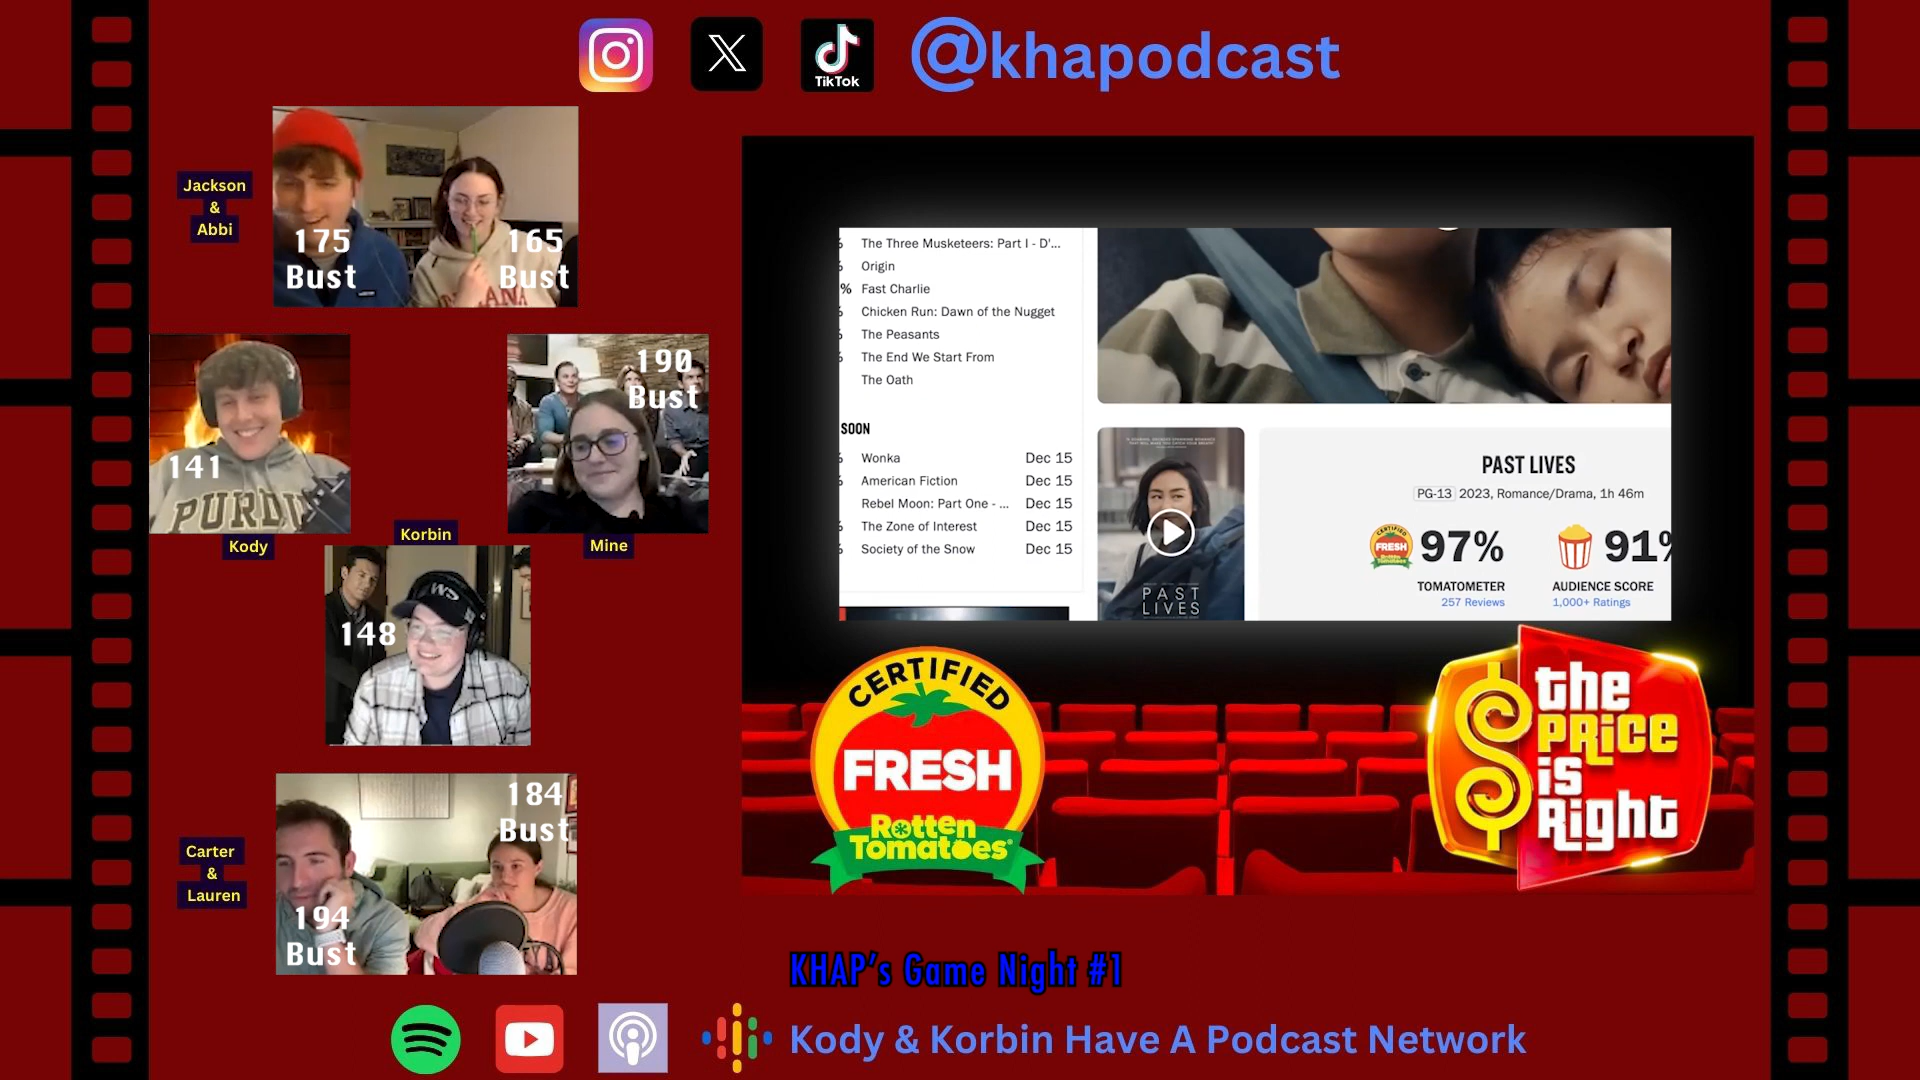 TikTok
@khapodcast
Jackson
&
Abbi
175
Bust
165
Bust
141
PURDU
Kody
190
Bust
Mine
Korbin
148
184
Bust
Carter
&
Lauren
194
Bust
The Three Musketeers: Part I - D'...
Origin
% Fast Charlie
Chicken Run: Dawn of the Nugget
The Peasants
The End We Start From
The Oath
SOON
Wonka Dec 15
American Fiction Dec 15
Rebel Moon: Part One - ... Dec 15
The Zone of Interest Dec 15
Society of the Snow Dec 15
PAST
LIVES
PAST LIVES
PG-13 2023, Romance/Drama, 1h 46m
CERTIFIED
FRESH
97%
91%
TOMATOMETER
AUDIENCE SCORE
257 Reviews
1,000+ Ratings
CERTIFIED
FRESH
Rotten
Tomatoes
the
PRICE
is
Right
KHAP's Game Night #1
Kody & Korbin Have A Podcast Network